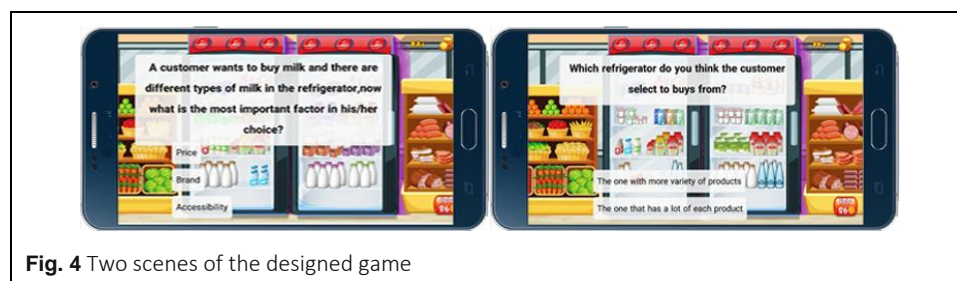 A customer wants to buy milk and there are
different types of milk in the refrigerator,now
what is the most important factor in his/her
choice?
Price
Brand
Accessibility
Which refrigerator do you think the customer
select to buys from?
The one with more variety of products
The one that has a lot of each product
Fig. 4 Two scenes of the designed game